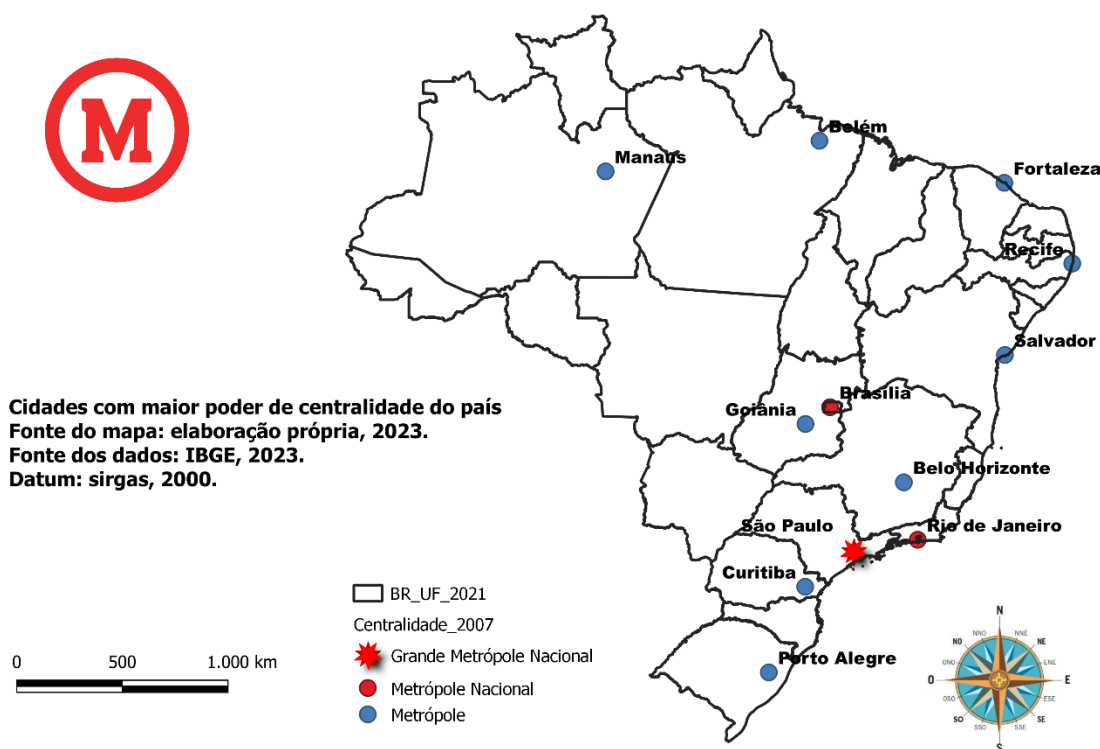 M
Belém
Manaus
Fortaleza
Recife
Salvador
Brasília
Goiânia
Belo Horizonte
São Paulo
Rio de Janeiro
Curitiba
Porto Alegre
Cidades com maior poder de centralidade do país
Fonte do mapa: elaboração própria, 2023.
Fonte dos dados: IBGE, 2023.
Datum: sirgas, 2000.
BR_UF_2021
Centralidade_2007
Grande Metrópole Nacional
Metrópole Nacional
Metrópole
0 500 1.000 km
N
NNO NNE
NO NE
ONO ENE
O E
OSO ESE
SO SE
SSO SSE
S